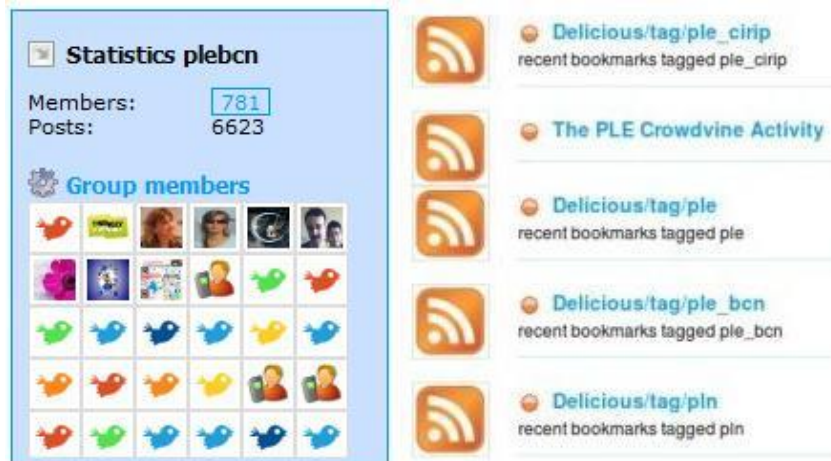 Statistics plebcn
Members: 781
Posts: 6623
Group members
Delicious/tag/ple_cirip
recent bookmarks tagged ple_cirip
The PLE Crowdvine Activity
Delicious/tag/ple
recent bookmarks tagged ple
Delicious/tag/ple_bcn
recent bookmarks tagged ple_bcn
Delicious/tag/pln
recent bookmarks tagged pln